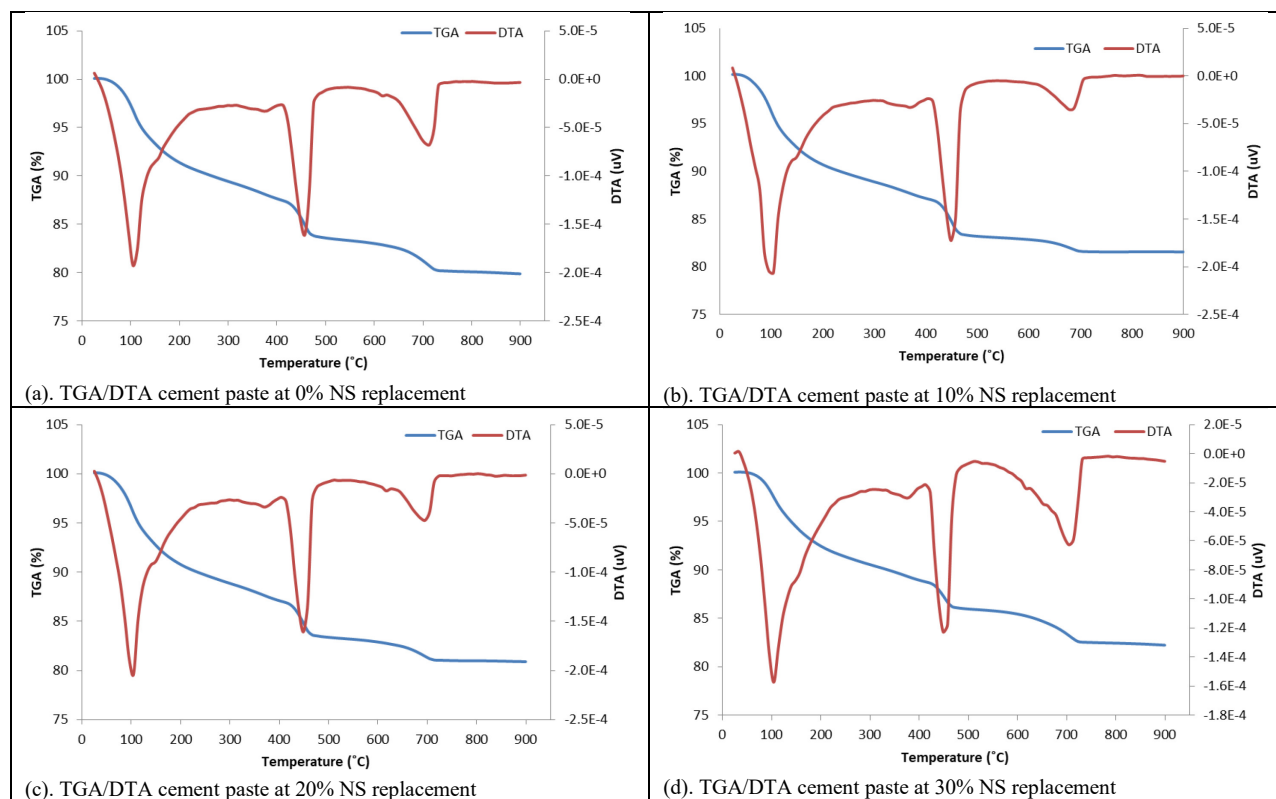 TGA DTA
105
100
95
90
85
80
75
TGA (%)
5.0E-5
0.0E+0
-5.0E-5
-1.0E-4
-1.5E-4
-2.0E-4
-2.5E-4
DTA (uV)
0 100 200 300 400 500 600 700 800 900
Temperature (˚C)
(a). TGA/DTA cement paste at 0% NS replacement
TGA DTA
105
100
95
90
85
80
75
TGA (%)
5.0E-5
0.0E+0
-5.0E-5
-1.0E-4
-1.5E-4
-2.0E-4
-2.5E-4
DTA (uV)
0 100 200 300 400 500 600 700 800 900
Temperature (˚C)
(b). TGA/DTA cement paste at 10% NS replacement
TGA DTA
105
100
95
90
85
80
75
TGA (%)
5.0E-5
0.0E+0
-5.0E-5
-1.0E-4
-1.5E-4
-2.0E-4
-2.5E-4
DTA (uV)
0 100 200 300 400 500 600 700 800 900
Temperature (˚C)
(c). TGA/DTA cement paste at 20% NS replacement
TGA DTA
105
100
95
90
85
80
75
TGA (%)
2.0E-5
0.0E+0
-2.0E-5
-4.0E-5
-6.0E-5
-8.0E-5
-1.0E-4
-1.2E-4
-1.4E-4
-1.6E-4
-1.8E-4
DTA (uV)
0 100 200 300 400 500 600 700 800 900
Temperature (˚C)
(d). TGA/DTA cement paste at 30% NS replacement